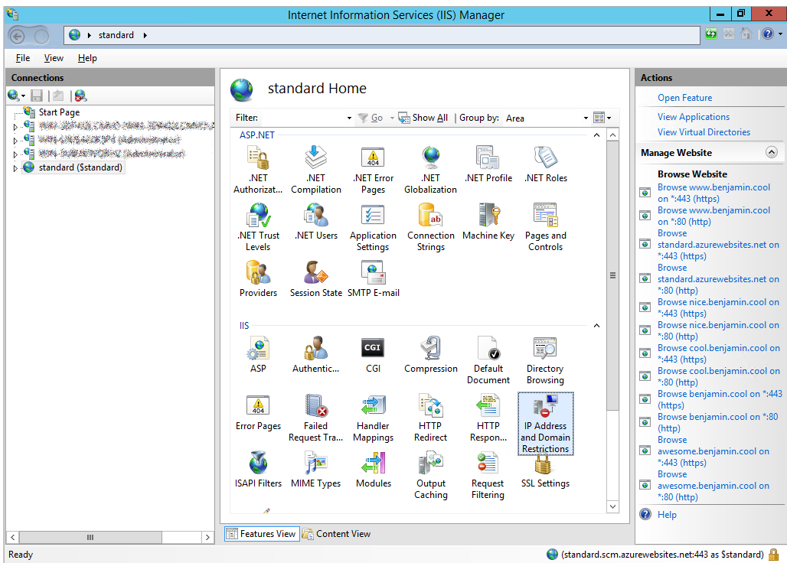 Internet Information Services (IIS) Manager
standard
File View Help
Connections
Start Page
standard ($standard)
standard Home
Filter: Go Show All Group by: Area
ASP.NET
.NET Authorizat...
.NET Compilation
.NET Error Pages
.NET Globalization
.NET Profile
.NET Roles
.NET Trust Levels
.NET Users
Application Settings
Connection Strings
Machine Key
Pages and Controls
Providers
Session State
SMTP E-mail
IIS
ASP
Authentic...
CGI
CGI
Compression
Default Document
Directory Browsing
404
Error Pages
Failed Request Tra...
Handler Mappings
HTTP Redirect
HTTP Respon...
IP Address and Domain Restrictions
ISAPI Filters
MIME Types
Modules
Output Caching
Request Filtering
SSL Settings
Features View
Content View
Actions
Open Feature
View Applications
View Virtual Directories
Manage Website
Browse Website
Browse www.benjamin.cool
on *:443 (https)
Browse www.benjamin.cool
on *:80 (http)
Browse
standard.azurewebsites.net on
*:443 (https)
Browse
standard.azurewebsites.net on
*:80 (http)
Browse nice.benjamin.cool on
*:443 (https)
Browse nice.benjamin.cool on
*:80 (http)
Browse cool.benjamin.cool on
*:443 (https)
Browse cool.benjamin.cool on
*:80 (http)
Browse benjamin.cool on *:443
(https)
Browse benjamin.cool on *:80
(http)
Browse
awesome.benjamin.cool on
*:443 (https)
Browse
awesome.benjamin.cool on
*:80 (http)
Help
Ready
(standard.scm.azurewebsites.net:443 as $standard)